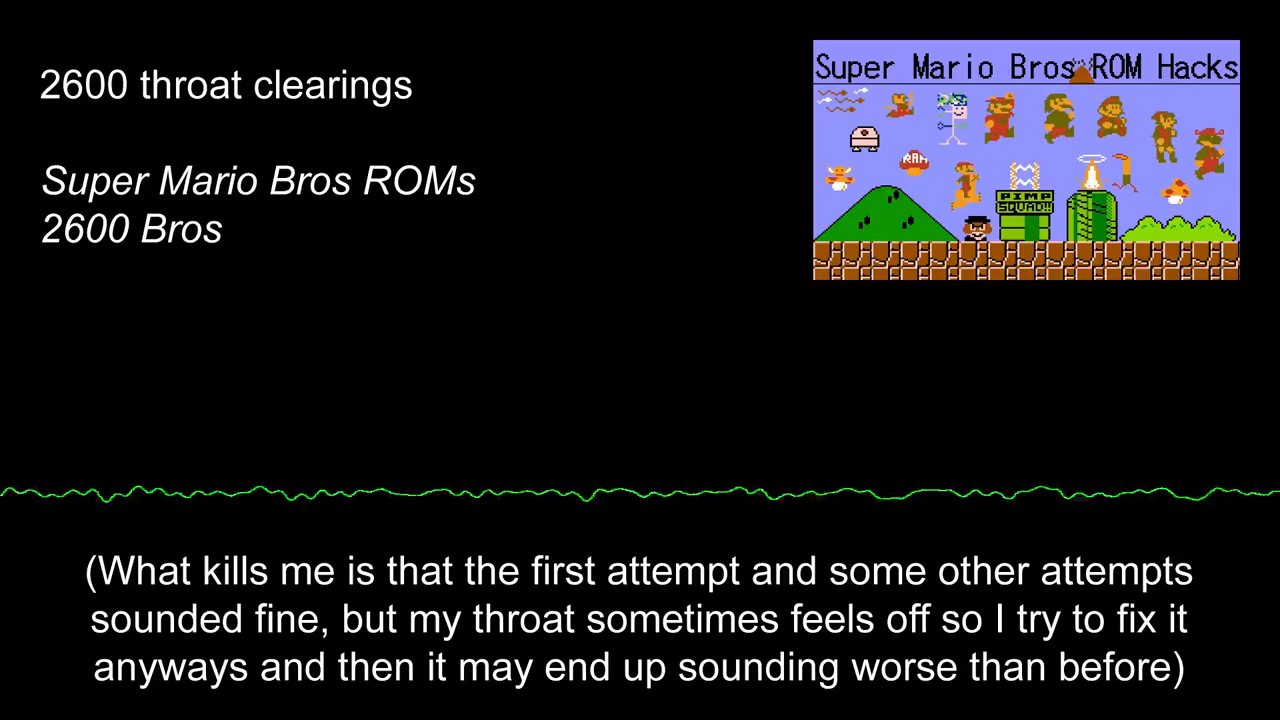 2600 throat clearings
Super Mario Bros ROM Hacks
Super Mario Bros ROMs
2600 Bros
RAM
PIMP
SQUAD!!
(What kills me is that the first attempt and some other attempts
sounded fine, but my throat sometimes feels off so I try to fix it
anyways and then it may end up sounding worse than before)